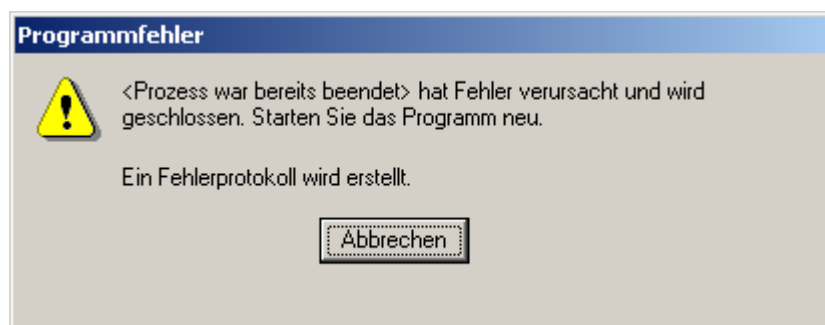 Programmfehler
<Prozess war bereits beendet> hat Fehler verursacht und wird
geschlossen. Starten Sie das Programm neu.
Ein Fehlerprotokoll wird erstellt.
Abbrechen